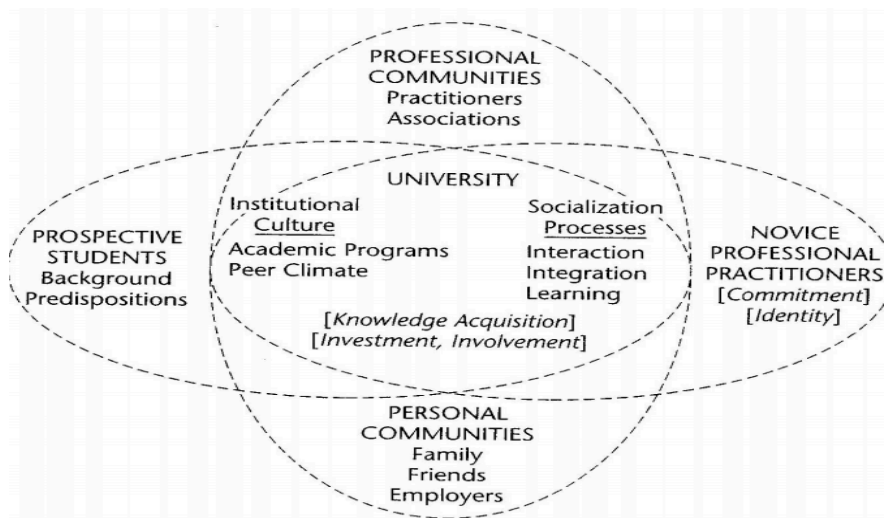 PROFESSIONAL
COMMUNITIES
Practitioners
Associations
UNIVERSITY
Institutional
Culture
Academic Programs
Peer Climate
Socialization
Processes
Interaction
Integration
Learning
PROSPECTIVE
STUDENTS
Background
Predispositions
NOVICE
PROFESSIONAL
PRACTITIONERS
[Commitment]
[Identity]
[Knowledge Acquisition]
[Investment, Involvement]
PERSONAL
COMMUNITIES
Family
Friends
Employers